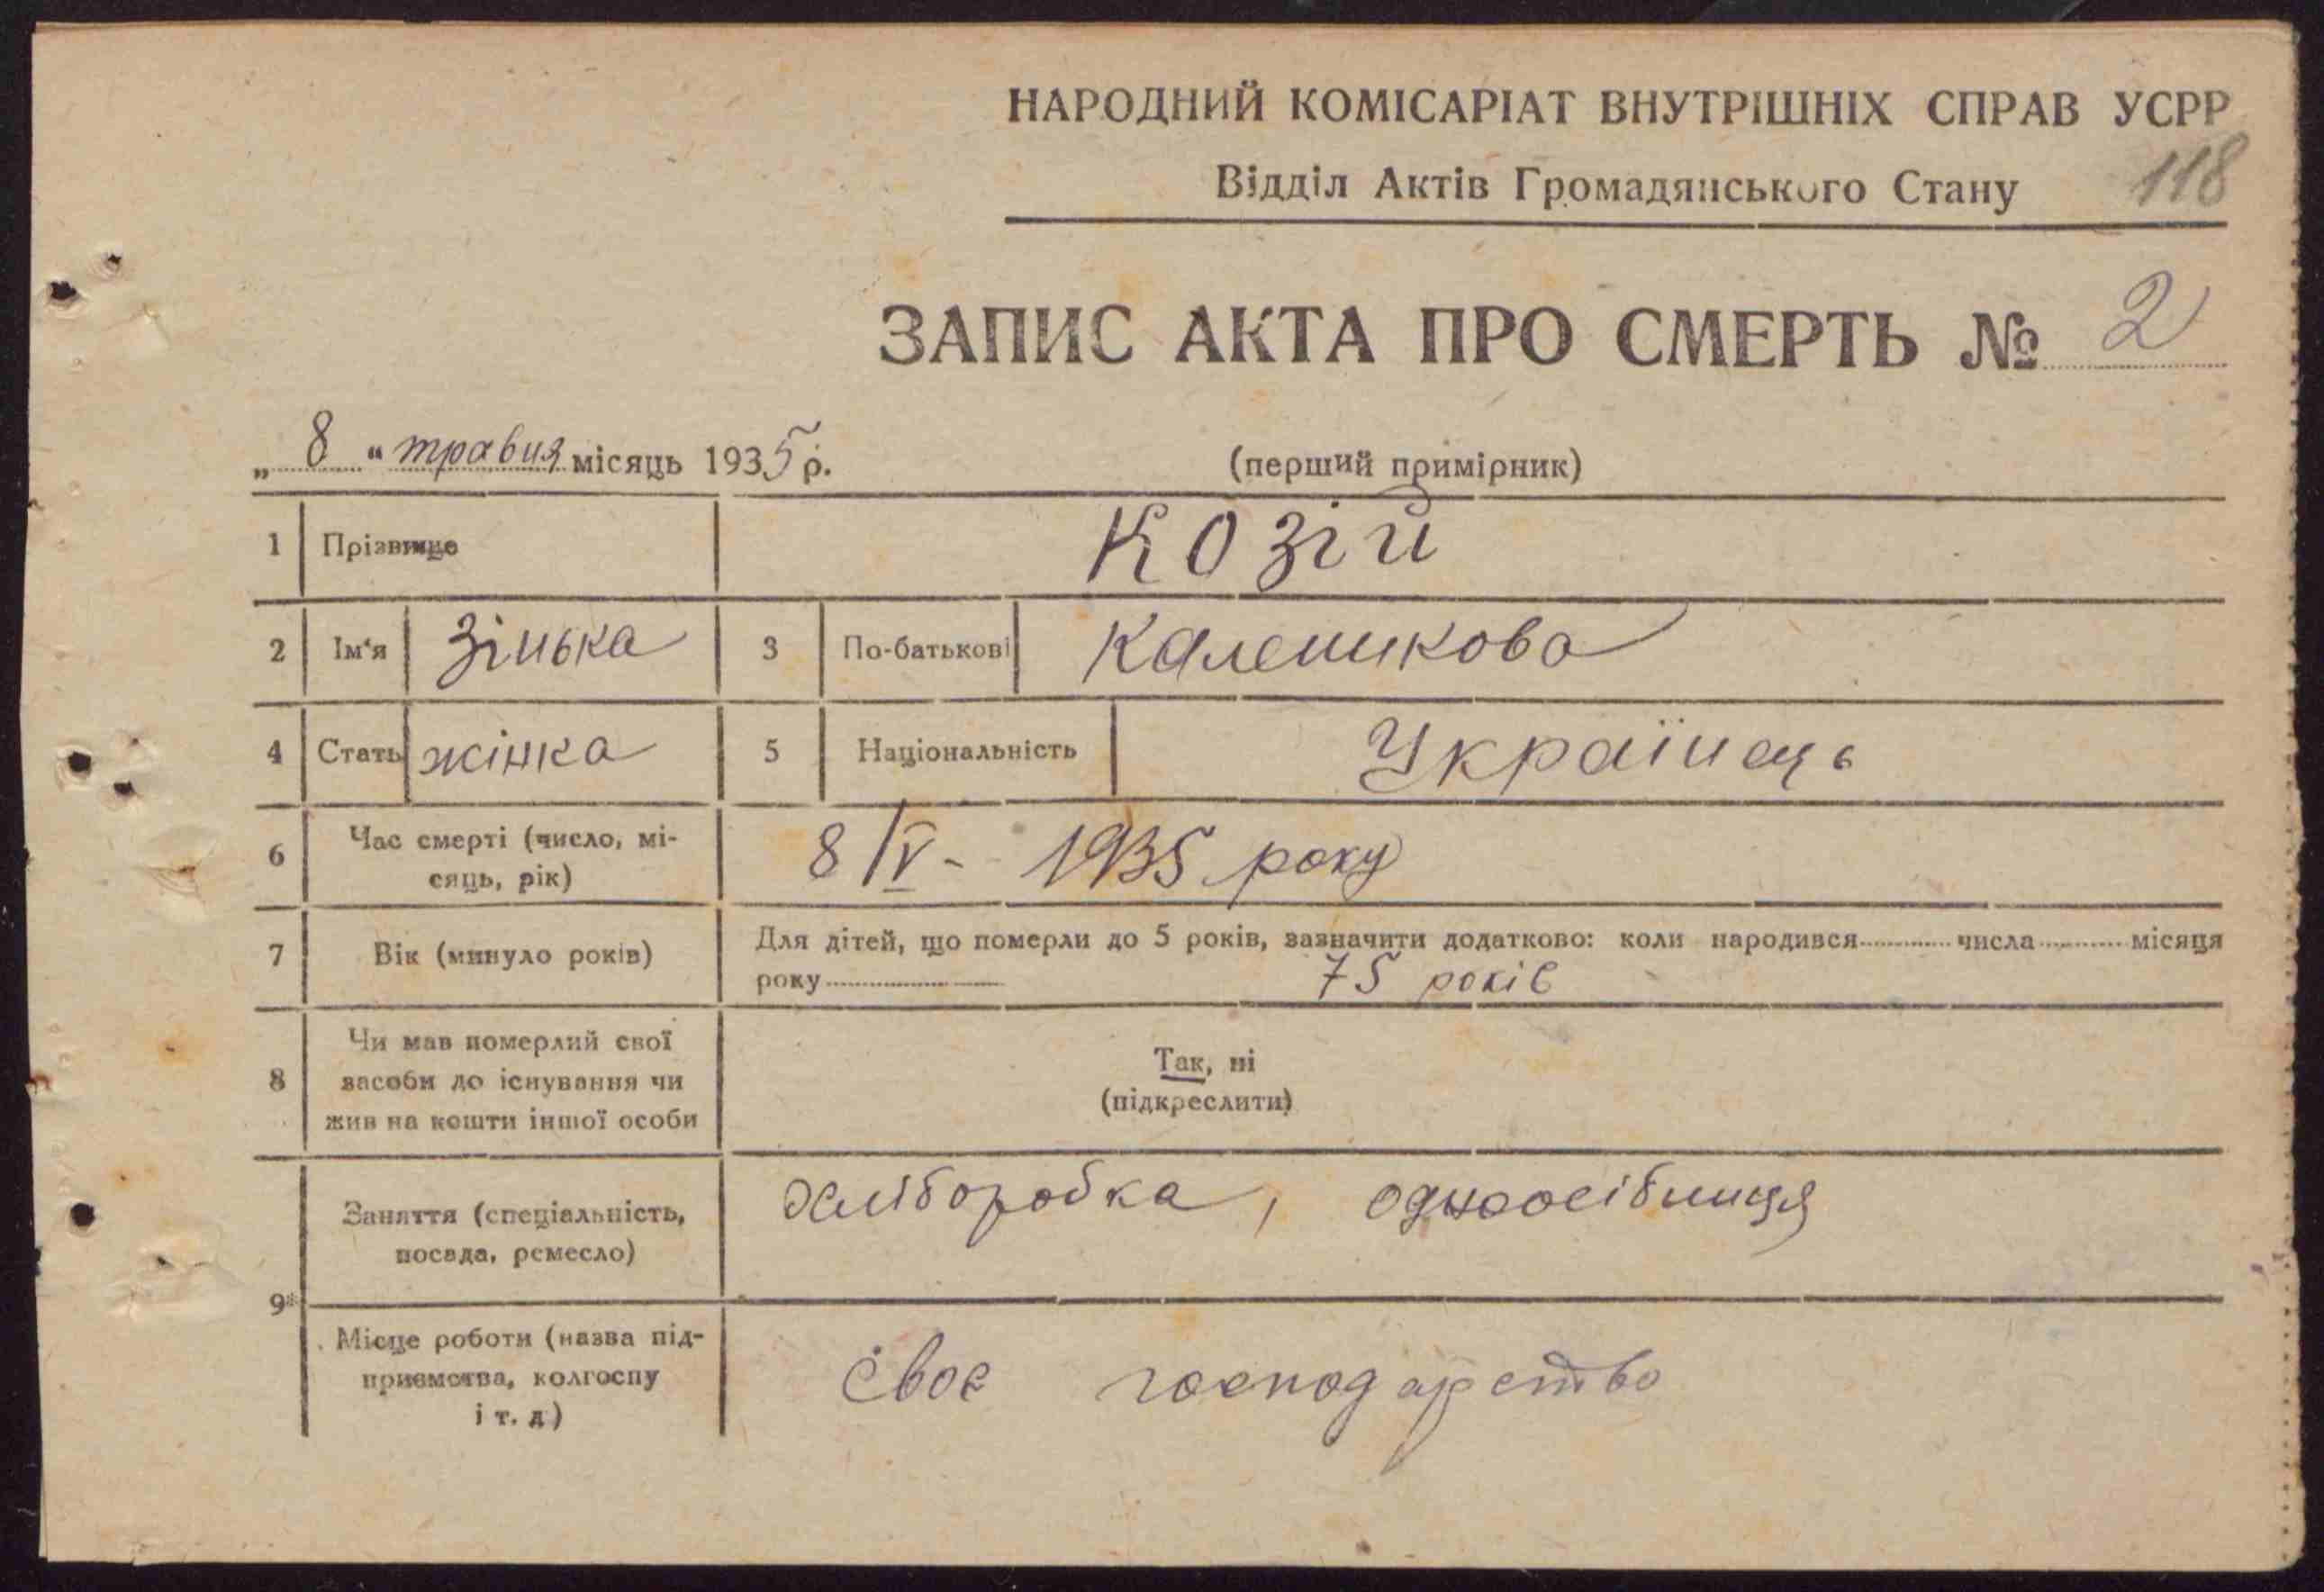 НАРОДНИЙ КОМІСАРІАТ ВНУТРІШНІХ СПРАВ УСРР
Відділ Актів Громадянського Стану 118
ЗАПИС АКТА ПРО СМЕРТЬ № 2
„ 8 “ травня місяць 1935 р. (перший примірник)
1 Прізвище Козій
2 Ім‘я Зінька 3 По-батькові Каленикова
4 Стать жінка 5 Національність Українець
6 Час смерті (число, мі-
сяць, рік) 8/V - 1935 року
7 Вік (минуло років) Для дітей, що померли до 5 років, зазначити додатково: коли народився числа місяця
року 75 років
8 Чи мав померлий свої
засоби до існування чи
жив на кошти іншої особи
Так, ні
(підкреслити)
9* Заняття (спеціальність,
посада, ремесло) Хліборобка, одноосібниця
Місце роботи (назва під-
приємства, колгоспу
і т. д) Своє господарство